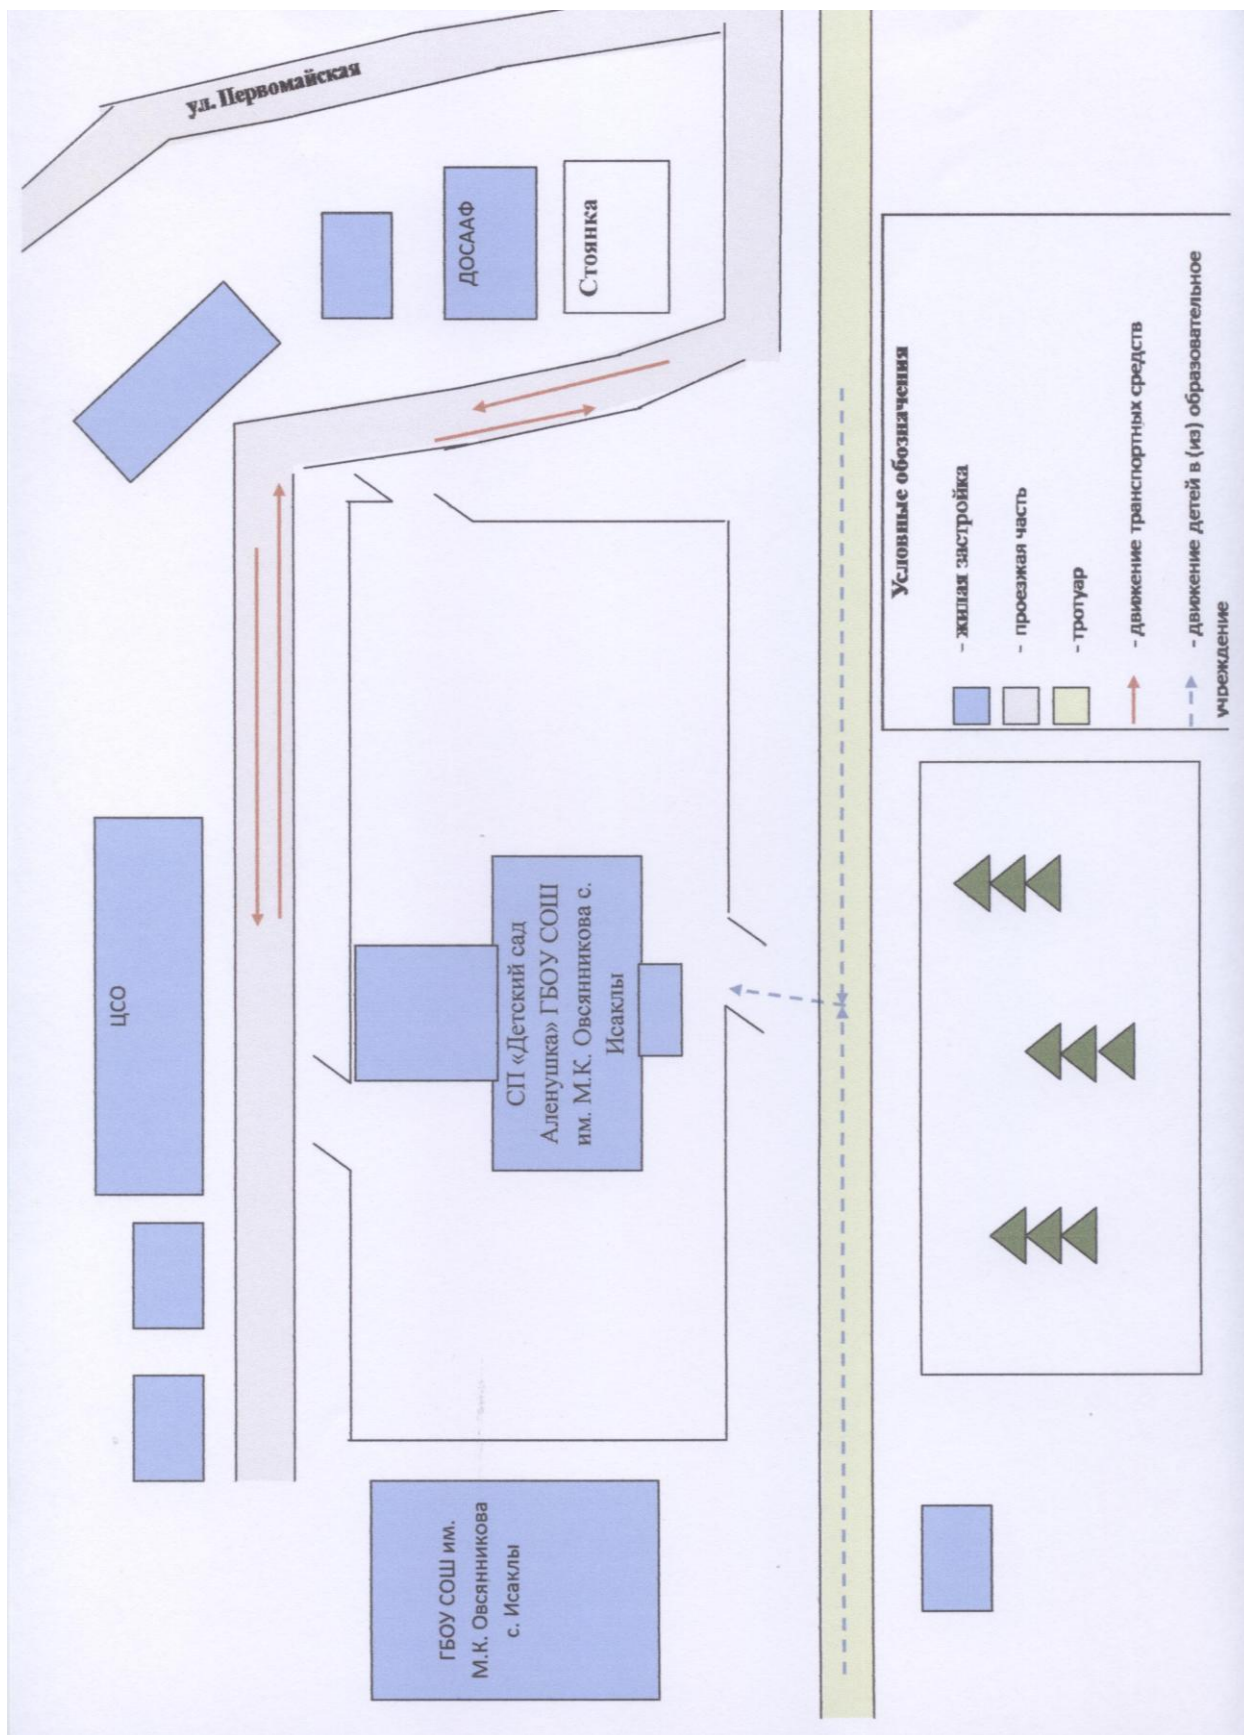 ул. Первомайская
ЦСО
ДОСААФ
Стоянка
СП «Детский сад
Аленушка» ГБОУ СОШ
им. М.К. Овсянникова с.
Исаклы
ГБОУ СОШ им.
М.К. Овсянникова
с. Исаклы
Условные обозначения
- жилая застройка
- проезжая часть
- тротуар
- движение транспортных средств
- движение детей в (из) образовательное
учреждение